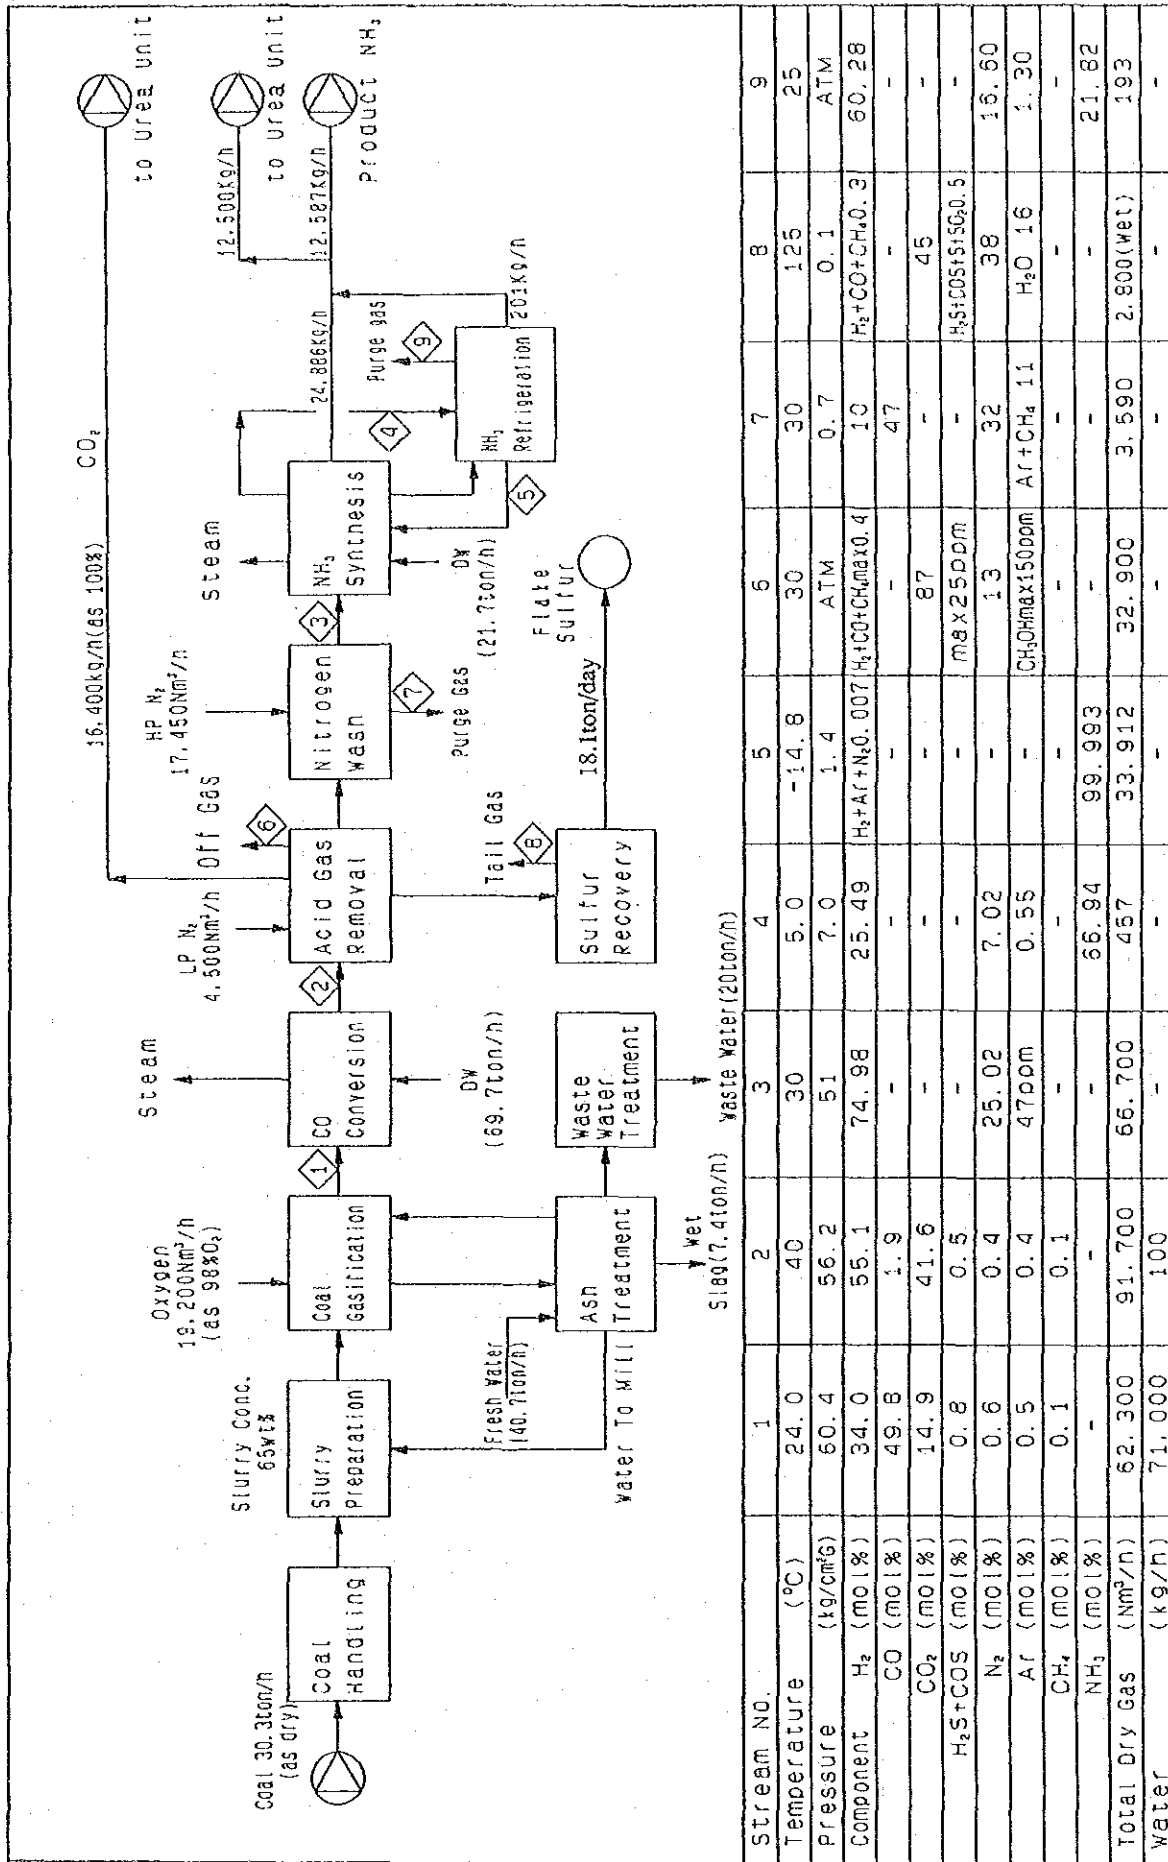 Coal 30.3ton/h
(as dry)
Coal
Handling
Slurry Conc.
65wt%
Slurry
Preparation
Oxygen
19.200Nm³/h
(as 98%O₂)
Coal
Gasification
1
Steam
CO
Conversion
DW
(69.7ton/h)
2
LP N₂
4.500Nm³/h
Off Gas
6
Acid Gas
Removal
16.400kg/h(as 100%)
CO₂
to Urea unit
HP N₂
17.450Nm³/h
Nitrogen
Wash
7
Purge Gas
3
Steam
NH₃
Synthesis
DW
(21.7ton/h)
24.886kg/h
4
5
Purge gas
9
NH₃
Refrigeration
201Kg/h
12.500Kg/h
to Urea unit
12.587Kg/h
Product NH₃
Fresh Water
(40.7ton/h)
Water To Mill
Ash
Treatment
Wet
Slag(7.4ton/h)
Waste
Water
Treatment
Waste Water(20ton/h)
Tail Gas
8
Sulfur
Recovery
18.1ton/day
Flake
Sulfur
Stream NO. 1 2 3 4 5 6 7 8 9
Temperature (°C) 24.0 40 30 5.0 -14.8 30 30 125 25
Pressure (kg/cm²G) 60.4 56.2 51 7.0 1.4 ATM 0.7 0.1 ATM
Component H₂ (mol%) 34.0 55.1 74.98 25.49 H₂+Ar+N₂0.007 H₂+CO+CH₄max0.4 10 H₂+CO+CH₄0.3 60.28
CO (mol%) 49.8 1.9 - - - - 47 - -
CO₂ (mol%) 14.9 41.6 - - - 87 - 45 -
H₂S+COS (mol%) 0.8 0.5 - - - max25ppm - H₂S+COS+S+SO₂0.5 -
N₂ (mol%) 0.6 0.4 25.02 7.02 - 13 32 38 16.60
Ar (mol%) 0.5 0.4 47ppm 0.55 - CH₃OHmax150ppm Ar+CH₄ 11 H₂O 16 1.30
CH₄ (mol%) 0.1 0.1 - - - - - - -
NH₃ (mol%) - - - 66.94 99.993 - - - 21.82
Total Dry Gas (Nm³/h) 62.300 91.700 66.700 457 33.912 32.900 3.590 2.800(Wet) 193
Water (kg/h) 71.000 100 - - - - - - -